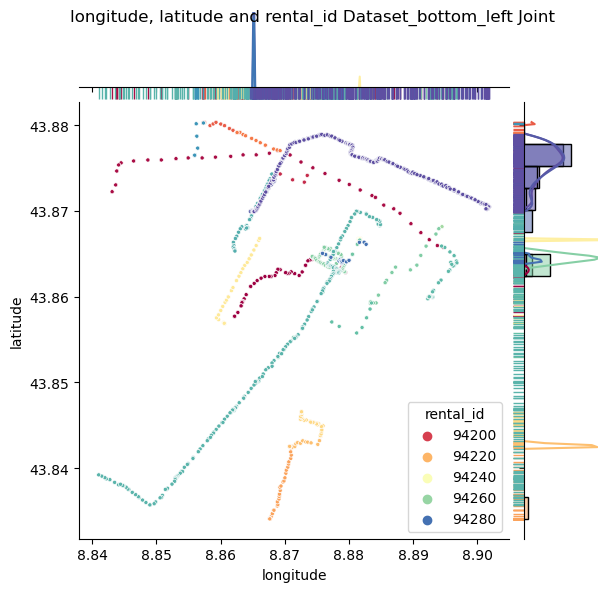 longitude, latitude and rental_id Dataset_bottom_left Joint
43.88
43.87
43.86
43.85
43.84
latitude
rental_id
94200
94220
94240
94260
94280
8.84 8.85 8.86 8.87 8.88 8.89 8.90
longitude